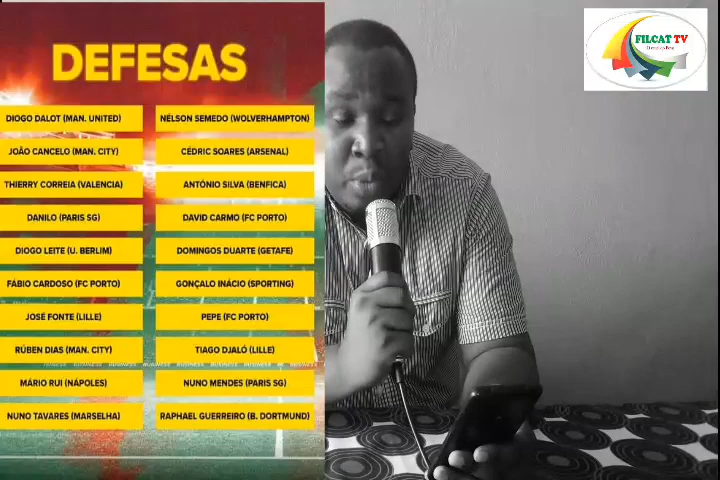 DEFESAS
DIOGO DALOT (MAN. UNITED)
NÉLSON SEMEDO (WOLVERHAMPTON)
JOÃO CANCELO (MAN. CITY)
CÉDRIC SOARES (ARSENAL)
THIERRY CORREIA (VALENCIA)
ANTÓNIO SILVA (BENFICA)
DANILO (PARIS SG)
DAVID CARMO (FC PORTO)
DIOGO LEITE (U. BERLIM)
DOMINGOS DUARTE (GETAFE)
FÁBIO CARDOSO (FC PORTO)
GONÇALO INÁCIO (SPORTING)
JOSÉ FONTE (LILLE)
PEPE (FC PORTO)
RÚBEN DIAS (MAN. CITY)
TIAGO DJALÓ (LILLE)
MÁRIO RUI (NÁPOLES)
NUNO MENDES (PARIS SG)
NUNO TAVARES (MARSELHA)
RAPHAEL GUERREIRO (B. DORTMUND)
FILCAT TV